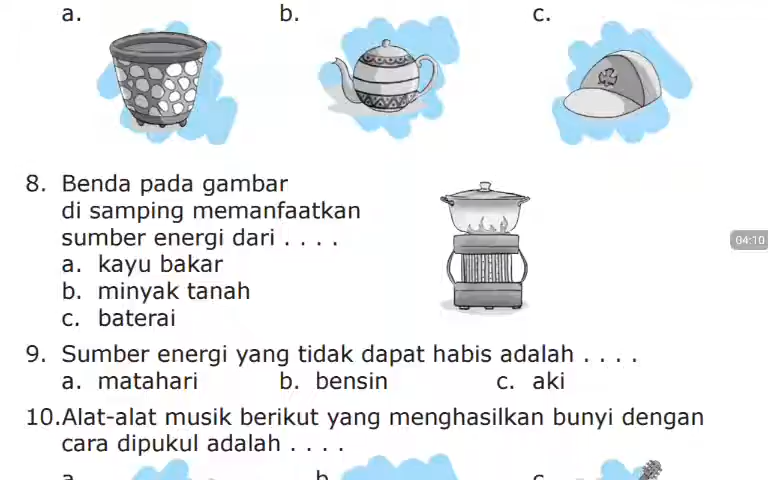 a. b. c.
8. Benda pada gambar
di samping memanfaatkan
sumber energi dari . . . .
a. kayu bakar
b. minyak tanah
c. baterai
04:10
9. Sumber energi yang tidak dapat habis adalah . . . .
a. matahari b. bensin c. aki
10.Alat-alat musik berikut yang menghasilkan bunyi dengan
cara dipukul adalah . . . .